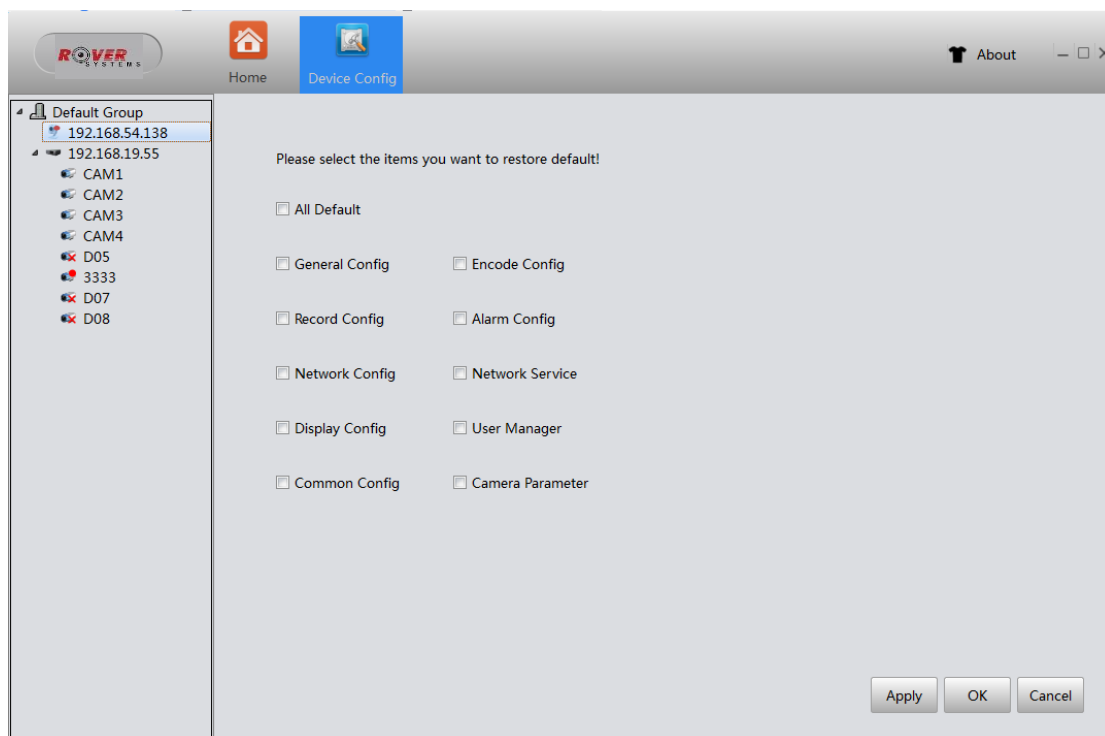 ROVER
SYSTEMS
Home
Device Config
About
Default Group
192.168.54.138
192.168.19.55
CAM1
CAM2
CAM3
CAM4
D05
3333
D07
D08
Please select the items you want to restore default!
All Default
General Config Encode Config
Record Config Alarm Config
Network Config Network Service
Display Config User Manager
Common Config Camera Parameter
Apply OK Cancel